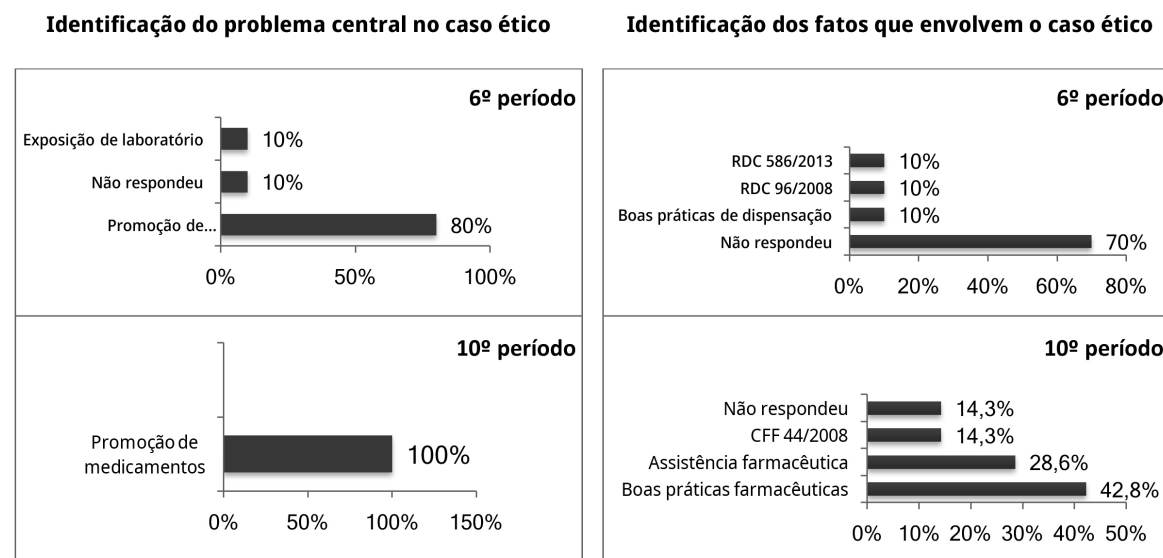 Identificação do problema central no caso ético
6º período
Exposição de laboratório 10%
Não respondeu 10%
Promoção de... 80%
0% 50% 100%
10º período
Promoção de
medicamentos
100%
0% 50% 100% 150%
Identificação dos fatos que envolvem o caso ético
6º período
RDC 586/2013 10%
RDC 96/2008 10%
Boas práticas de dispensação 10%
Não respondeu 70%
0% 20% 40% 60% 80%
10º período
Não respondeu 14,3%
CFF 44/2008 14,3%
Assistência farmacêutica 28,6%
Boas práticas farmacêuticas 42,8%
0% 10% 20% 30% 40% 50%